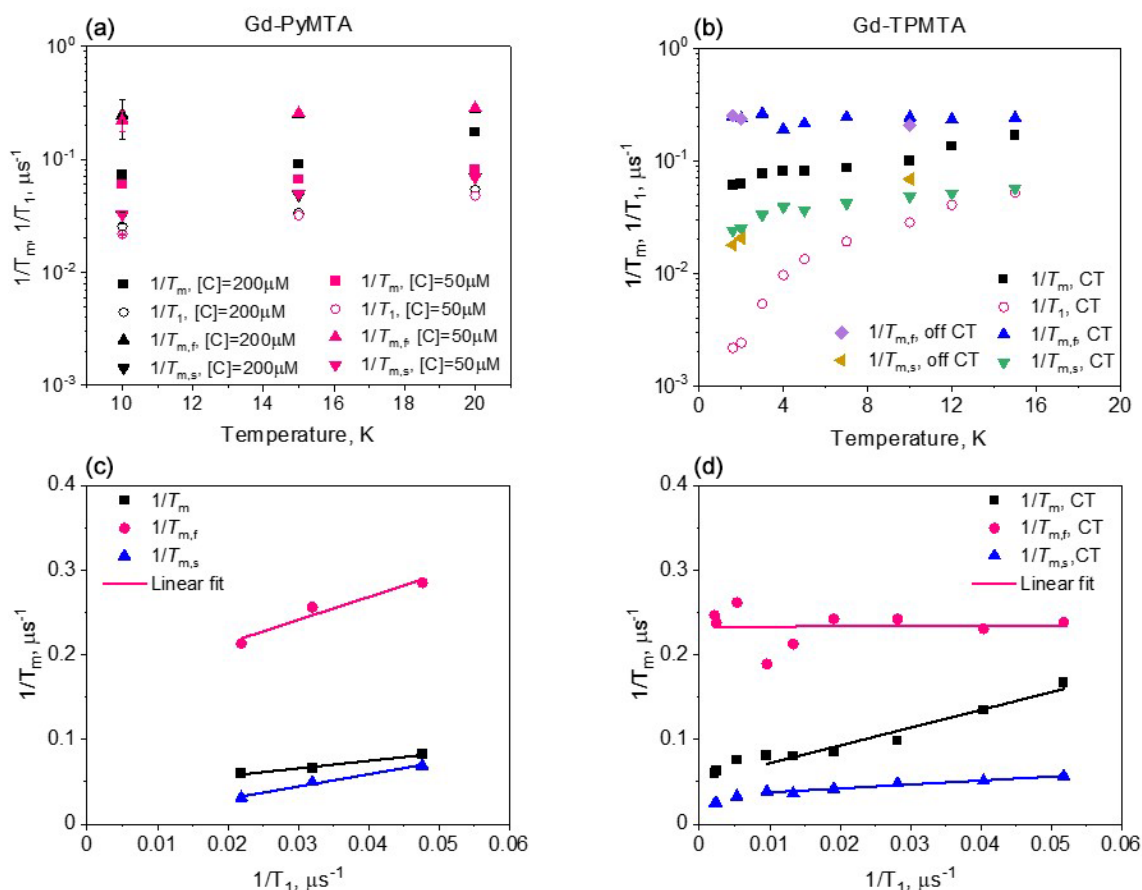 (a) Gd-PyMTA
10⁰
10⁻¹
10⁻²
10⁻³
1/Tm, 1/T1, μs⁻¹
1/Tm, [C]=200μM
1/T1, [C]=200μM
1/Tm,f, [C]=200μM
1/Tm,s, [C]=200μM
1/Tm, [C]=50μM
1/T1, [C]=50μM
1/Tm,f, [C]=50μM
1/Tm,s, [C]=50μM
10 12 14 16 18 20
Temperature, K
(b) Gd-TPMTA
10⁰
10⁻¹
10⁻²
10⁻³
1/Tm, 1/T1, μs⁻¹
1/Tm, CT
1/T1, CT
1/Tm,f, off CT
1/Tm,f, CT
1/Tm,s, off CT
1/Tm,s, CT
0 4 8 12 16 20
Temperature, K
(c)
0.4
0.3
0.2
0.1
0
1/Tm, μs⁻¹
1/Tm
1/Tm,f
1/Tm,s
Linear fit
0 0.01 0.02 0.03 0.04 0.05 0.06
1/T1, μs⁻¹
(d)
0.4
0.3
0.2
0.1
0
1/Tm, μs⁻¹
1/Tm, CT
1/Tm,f, CT
1/Tm,s,CT
Linear fit
0 0.01 0.02 0.03 0.04 0.05 0.06
1/T1, μs⁻¹